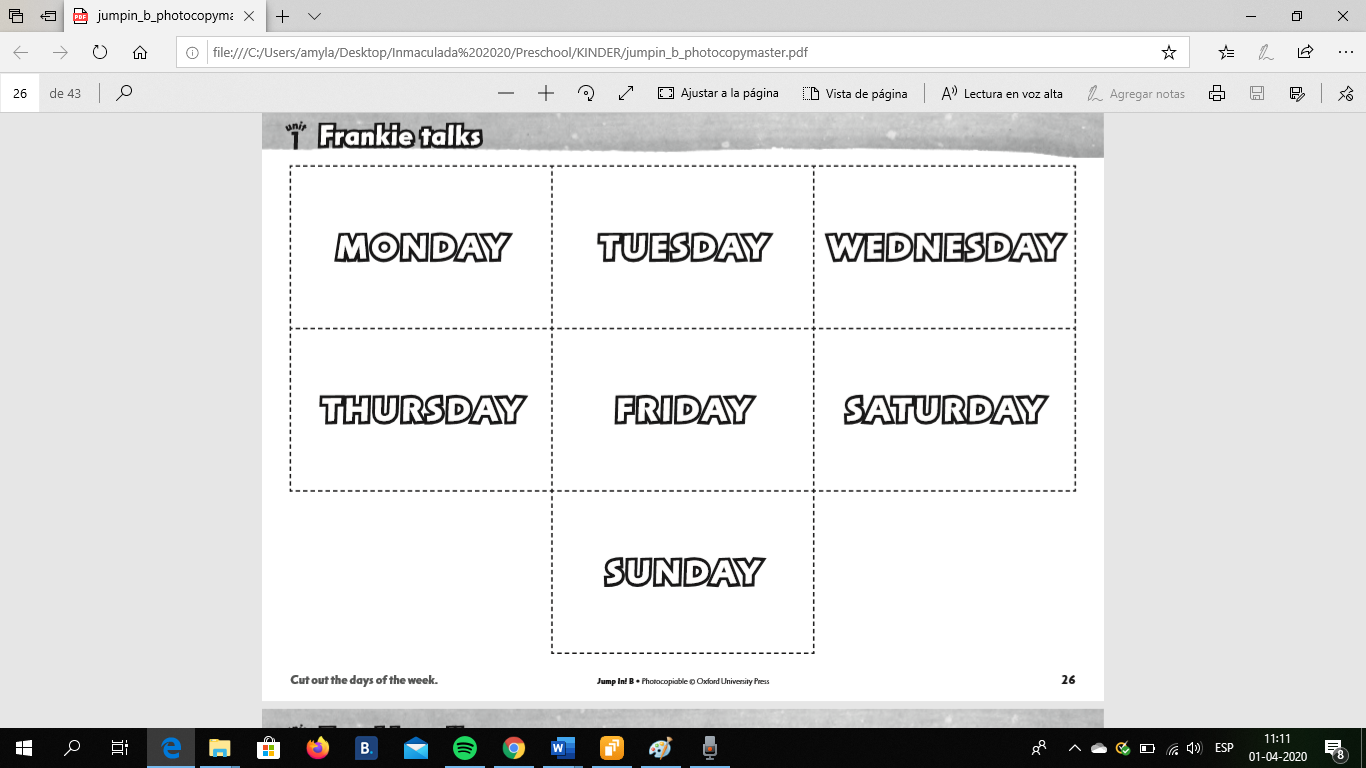 jumpin_b_photocopyma
file:///C:/Users/amyla/Desktop/Inmaculada%202020/Preschool/KINDER/jumpin_b_photocopymaster.pdf
26 de 43 Ajustar a la página Vista de página Lectura en voz alta Agregar notas
unit 1 Frankie talks
MONDAY TUESDAY WEDNESDAY
THURSDAY FRIDAY SATURDAY
SUNDAY
Cut out the days of the week. Jump In! B • Photocopiable © Oxford University Press 26
ESP 11:11
01-04-2020 8